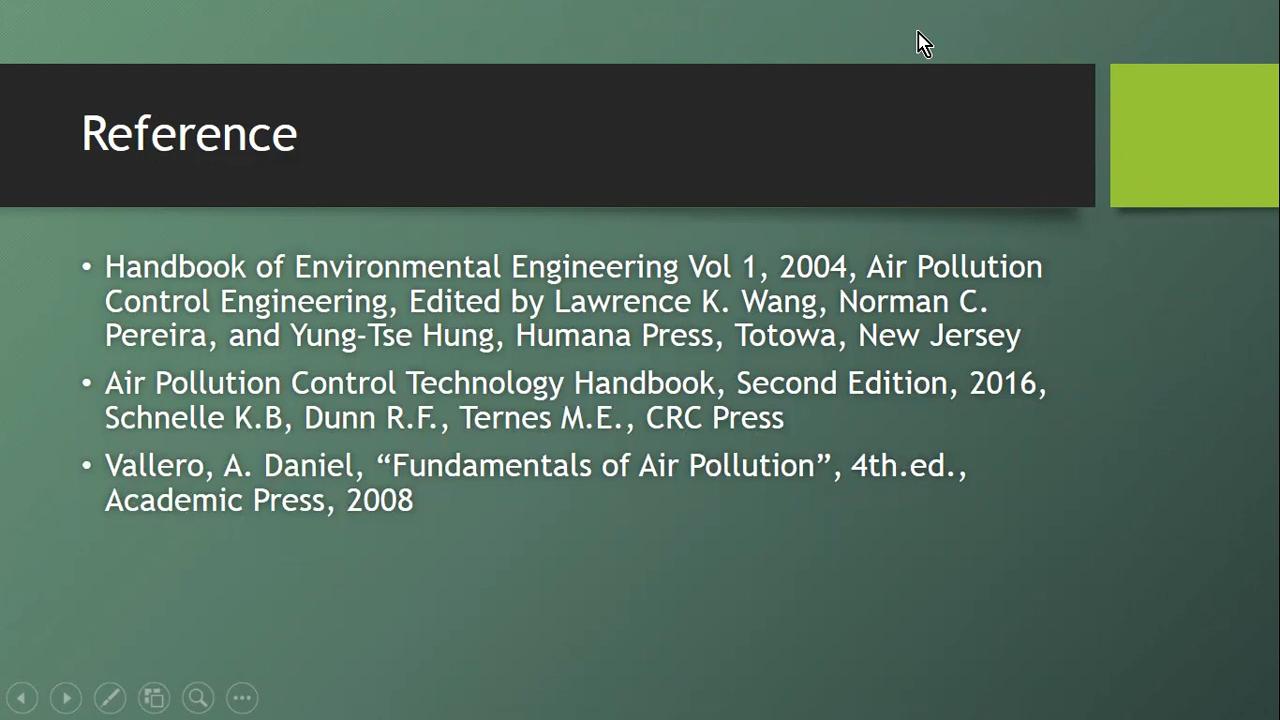 Reference
• Handbook of Environmental Engineering Vol 1, 2004, Air Pollution
Control Engineering, Edited by Lawrence K. Wang, Norman C.
Pereira, and Yung-Tse Hung, Humana Press, Totowa, New Jersey
• Air Pollution Control Technology Handbook, Second Edition, 2016,
Schnelle K.B, Dunn R.F., Ternes M.E., CRC Press
• Vallero, A. Daniel, “Fundamentals of Air Pollution”, 4th.ed.,
Academic Press, 2008